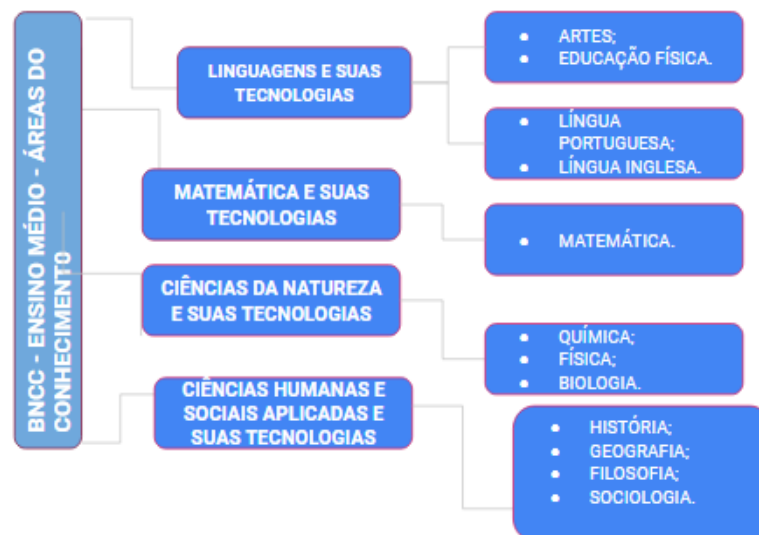 BNCC - ENSINO MÉDIO - ÁREAS DO
CONHECIMENT0
LINGUAGENS E SUAS
TECNOLOGIAS
• ARTES;
• EDUCAÇÃO FÍSICA.
• LÍNGUA
PORTUGUESA;
• LÍNGUA INGLESA.
MATEMÁTICA E SUAS
TECNOLOGIAS
• MATEMÁTICA.
CIÊNCIAS DA NATUREZA
E SUAS TECNOLOGIAS
• QUÍMICA;
• FÍSICA;
• BIOLOGIA.
CIÊNCIAS HUMANAS E
SOCIAIS APLICADAS E
SUAS TECNOLOGIAS
• HISTÓRIA;
• GEOGRAFIA;
• FILOSOFIA;
• SOCIOLOGIA.